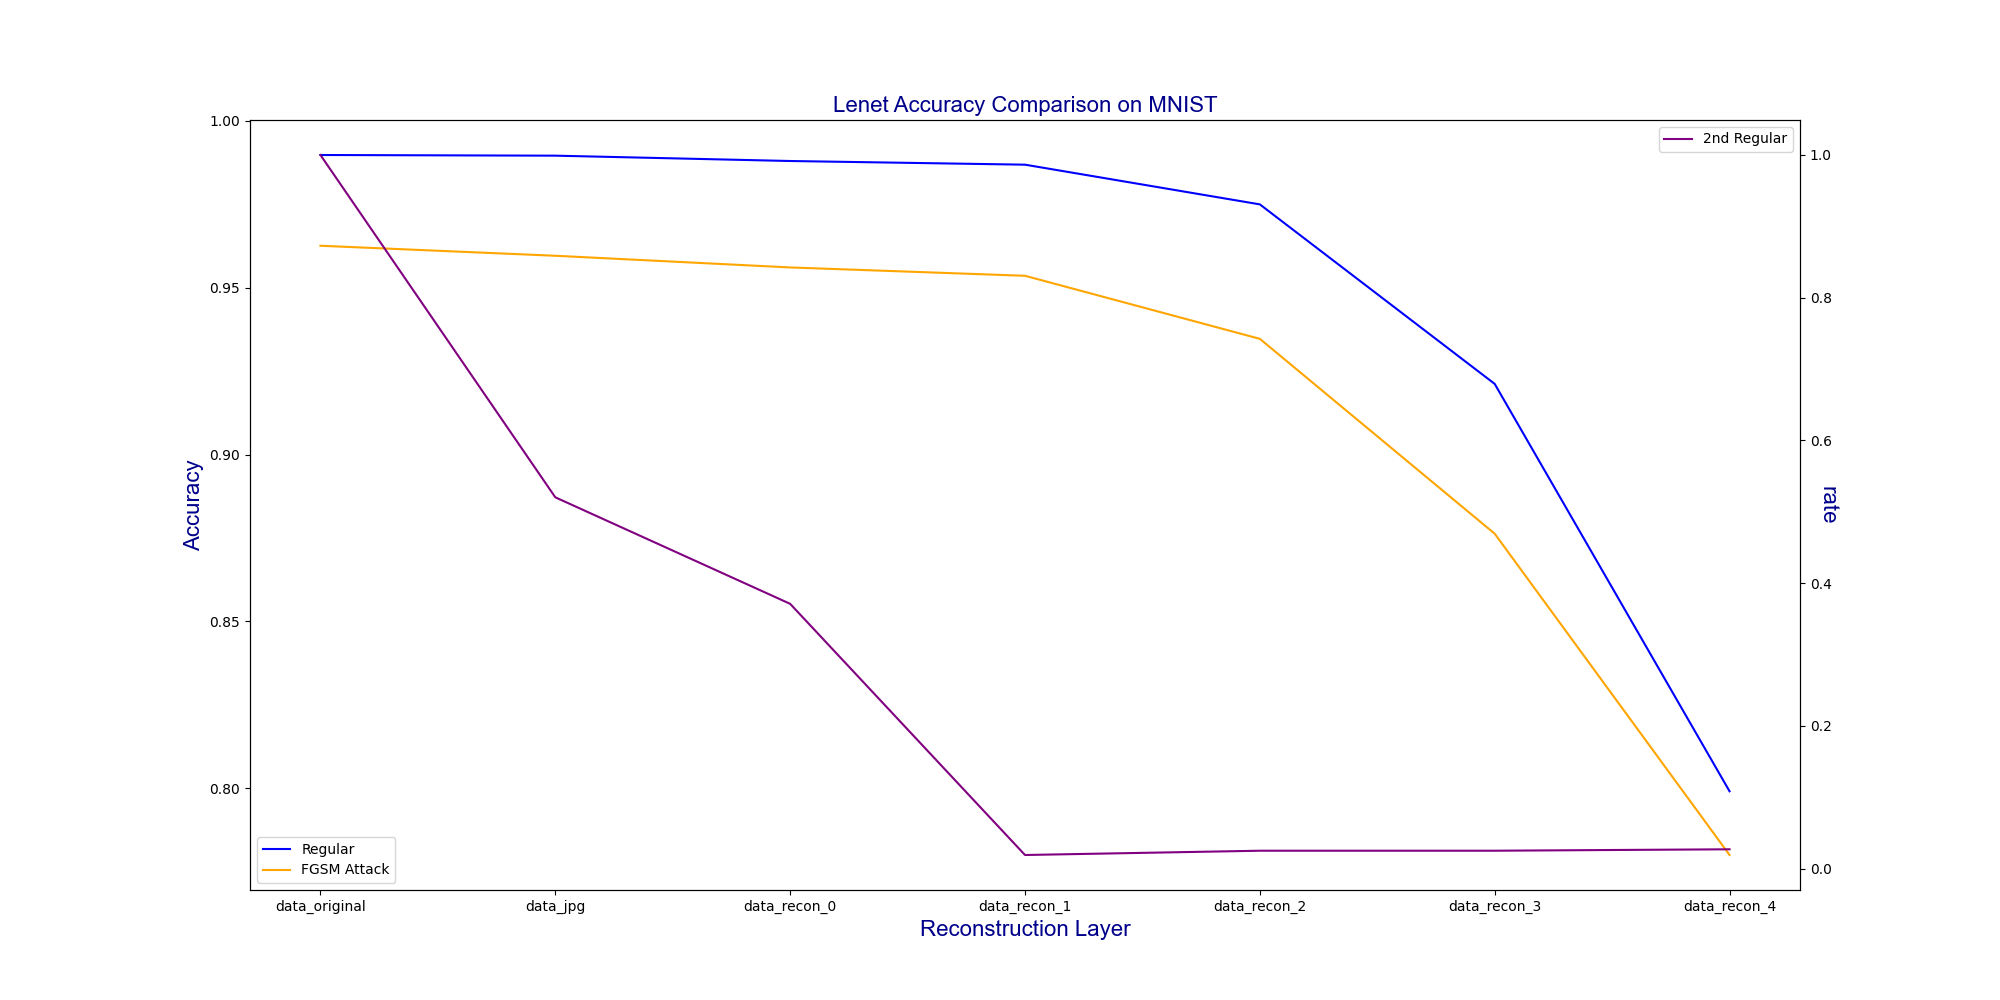 Lenet Accuracy Comparison on MNIST
1.00
0.95
0.90
0.85
0.80
Accuracy
2nd Regular
1.0
0.8
0.6
0.4
0.2
0.0
rate
Regular
FGSM Attack
data_original data_jpg data_recon_0 data_recon_1 data_recon_2 data_recon_3 data_recon_4
Reconstruction Layer